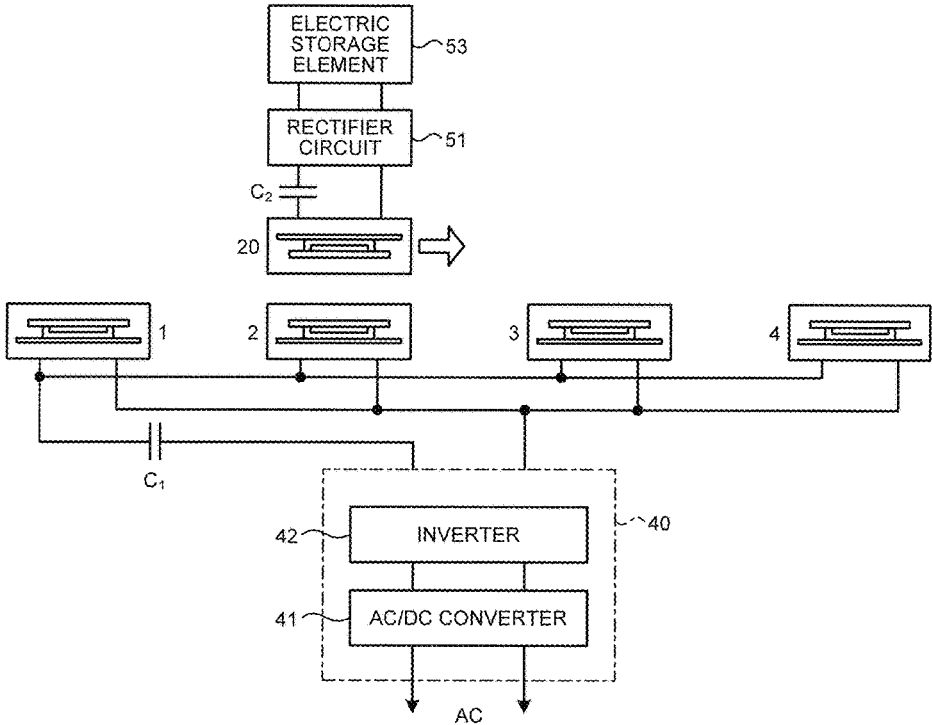 ELECTRIC
STORAGE
ELEMENT
53
RECTIFIER
CIRCUIT
51
C₂
20
1
2
3
4
C₁
40
42
INVERTER
41
AC/DC CONVERTER
AC